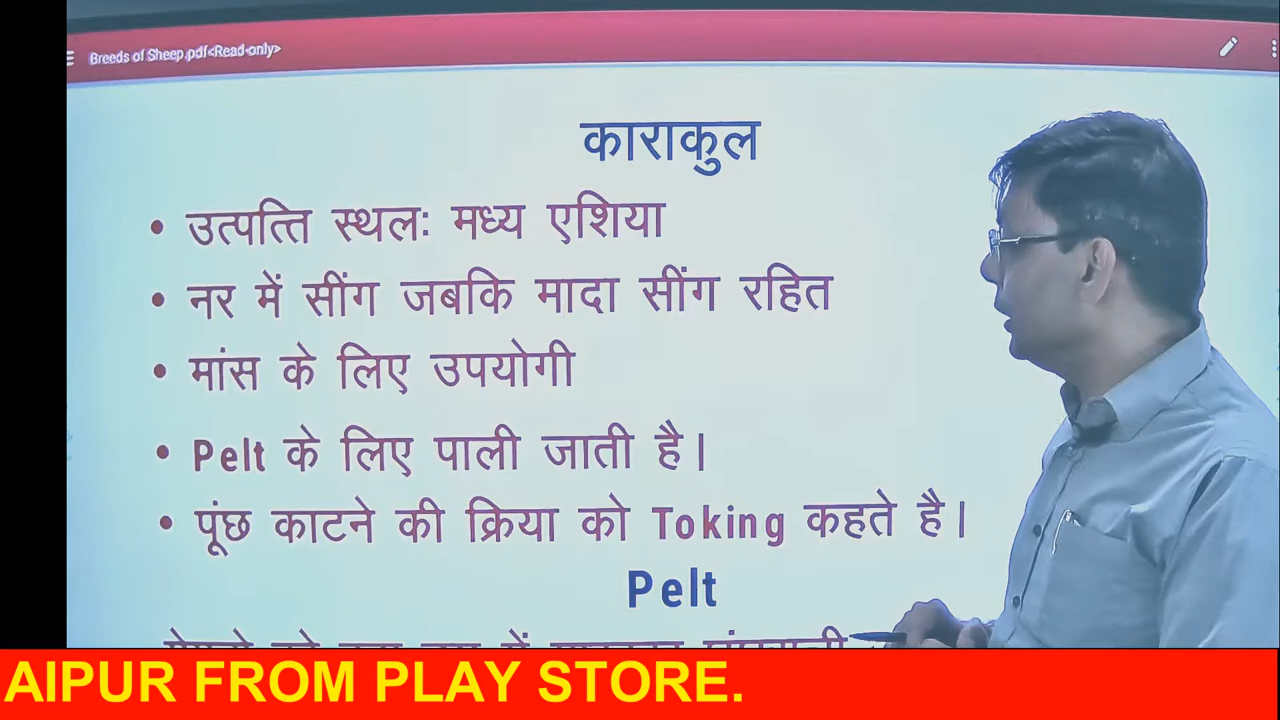 Breeds of Sheep.pdf<Read-only>
काराकुल
• उत्पत्ति स्थलः मध्य एशिया
• नर में सींग जबकि मादा सींग रहित
• मांस के लिए उपयोगी
• Pelt के लिए पाली जाती है।
• पूंछ काटने की क्रिया को Toking कहते है।
Pelt
AIPUR FROM PLAY STORE.